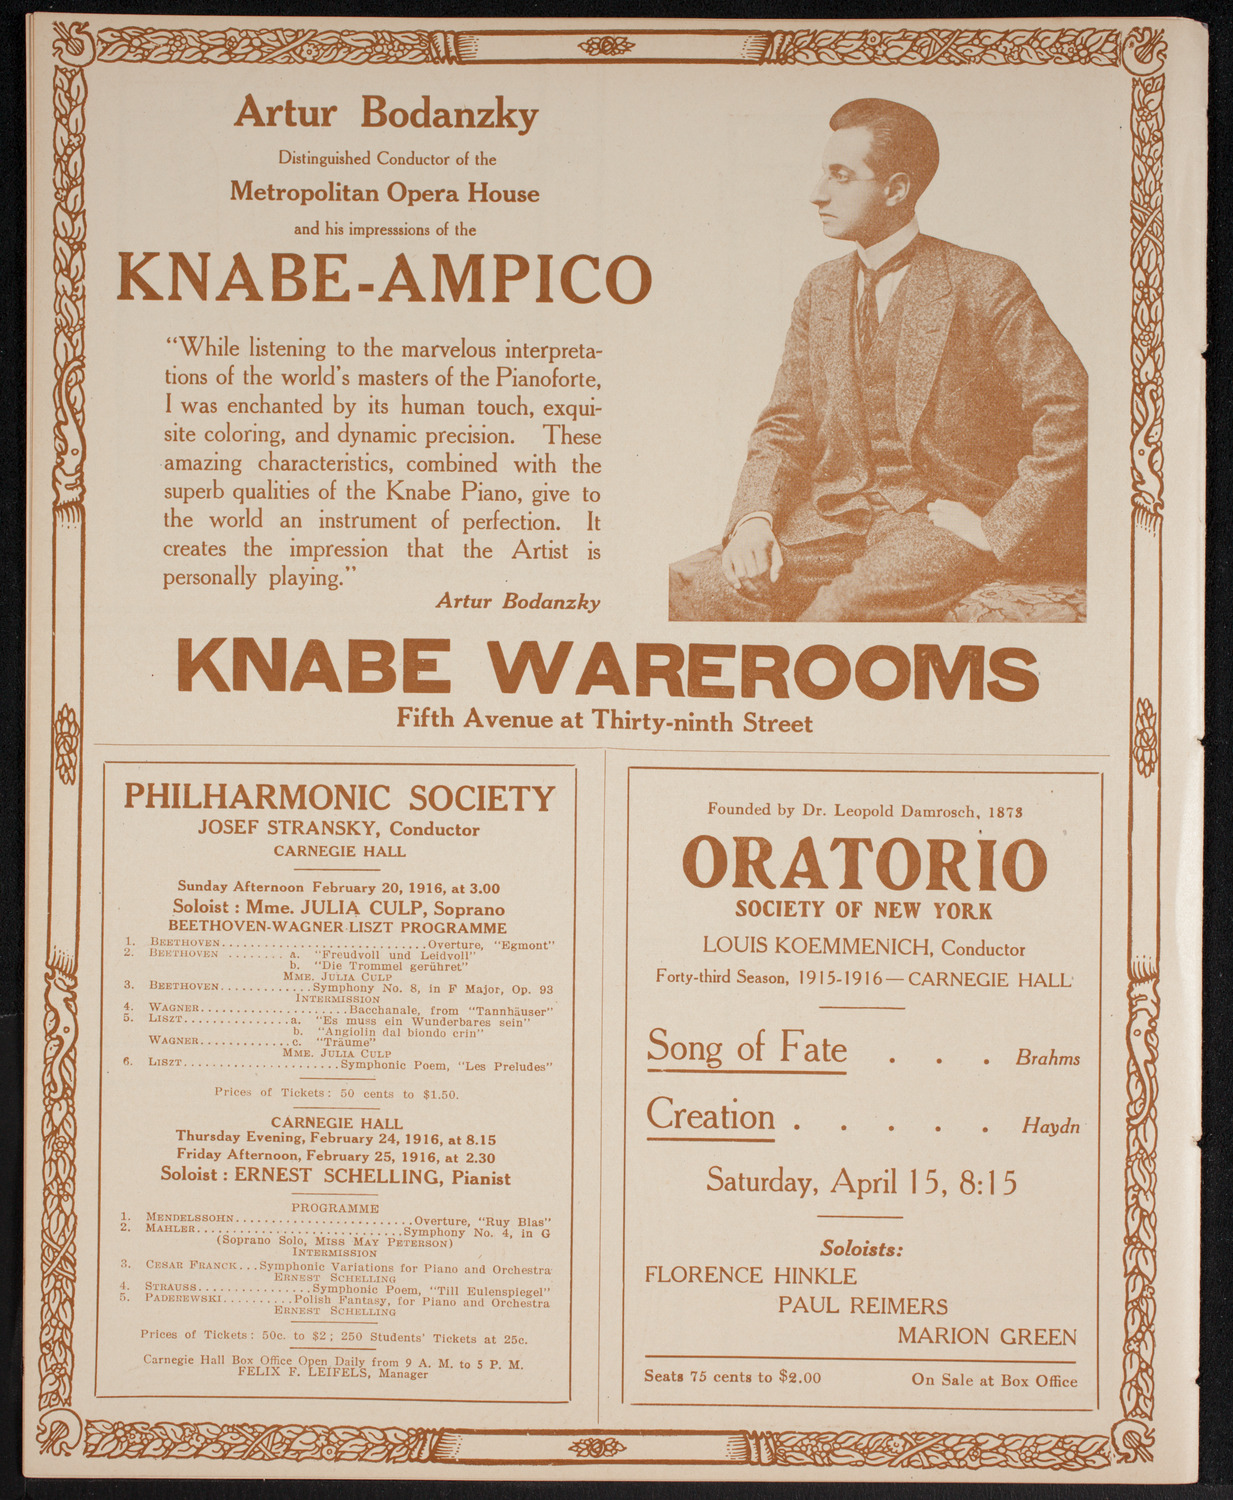 Artur Bodanzky
Distinguished Conductor of the
Metropolitan Opera House
and his impresssions of the
KNABE-AMPICO
“While listening to the marvelous interpreta-
tions of the world’s masters of the Pianoforte,
I was enchanted by its human touch, exqui-
site coloring, and dynamic precision. These
amazing characteristics, combined with the
superb qualities of the Knabe Piano, give to
the world an instrument of perfection. It
creates the impression that the Artist is
personally playing.”
Artur Bodanzky
KNABE WAREROOMS
Fifth Avenue at Thirty-ninth Street
PHILHARMONIC SOCIETY
JOSEF STRANSKY, Conductor
CARNEGIE HALL
Sunday Afternoon February 20, 1916, at 3.00
Soloist : Mme. JULIA CULP, Soprano
BEETHOVEN-WAGNER-LISZT PROGRAMME
1. BEETHOVEN............................Overture, “Egmont”
2. BEETHOVEN ........ a. “Freudvoll und Leidvoll”
b. “Die Trommel gerühret”
MME. JULIA CULP
3. BEETHOVEN.............Symphony No. 8, in F Major, Op. 93
INTERMISSION
4. WAGNER.....................Bacchanale, from “Tannhäuser”
5. LISZT...............a. “Es muss ein Wunderbares sein”
b. “Angiolin dal biondo crin”
WAGNER.............c. “Träume”
MME. JULIA CULP
6. LISZT......................Symphonic Poem, “Les Preludes”
Prices of Tickets: 50 cents to $1.50.
CARNEGIE HALL
Thursday Evening, February 24, 1916, at 8.15
Friday Afternoon, February 25, 1916, at 2.30
Soloist : ERNEST SCHELLING, Pianist
PROGRAMME
1. MENDELSSOHN.........................Overture, “Ruy Blas”
2. MAHLER.............................Symphony No. 4, in G
(Soprano Solo, MISS MAY PETERSON)
INTERMISSION
3. CESAR FRANCK...Symphonic Variations for Piano and Orchestra
ERNEST SCHELLING
4. STRAUSS................Symphonic Poem, “Till Eulenspiegel”
5. PADEREWSKI..........Polish Fantasy, for Piano and Orchestra
ERNEST SCHELLING
Prices of Tickets: 50c. to $2; 250 Students’ Tickets at 25c.
Carnegie Hall Box Office Open Daily from 9 A. M. to 5 P. M.
FELIX F. LEIFELS, Manager
Founded by Dr. Leopold Damrosch, 1873
ORATORIO
SOCIETY OF NEW YORK
LOUIS KOEMMENICH, Conductor
Forty-third Season, 1915-1916—CARNEGIE HALL
Song of Fate . . . Brahms
Creation . . . . . Haydn
Saturday, April 15, 8:15
Soloists:
FLORENCE HINKLE
PAUL REIMERS
MARION GREEN
Seats 75 cents to $2.00 On Sale at Box Office